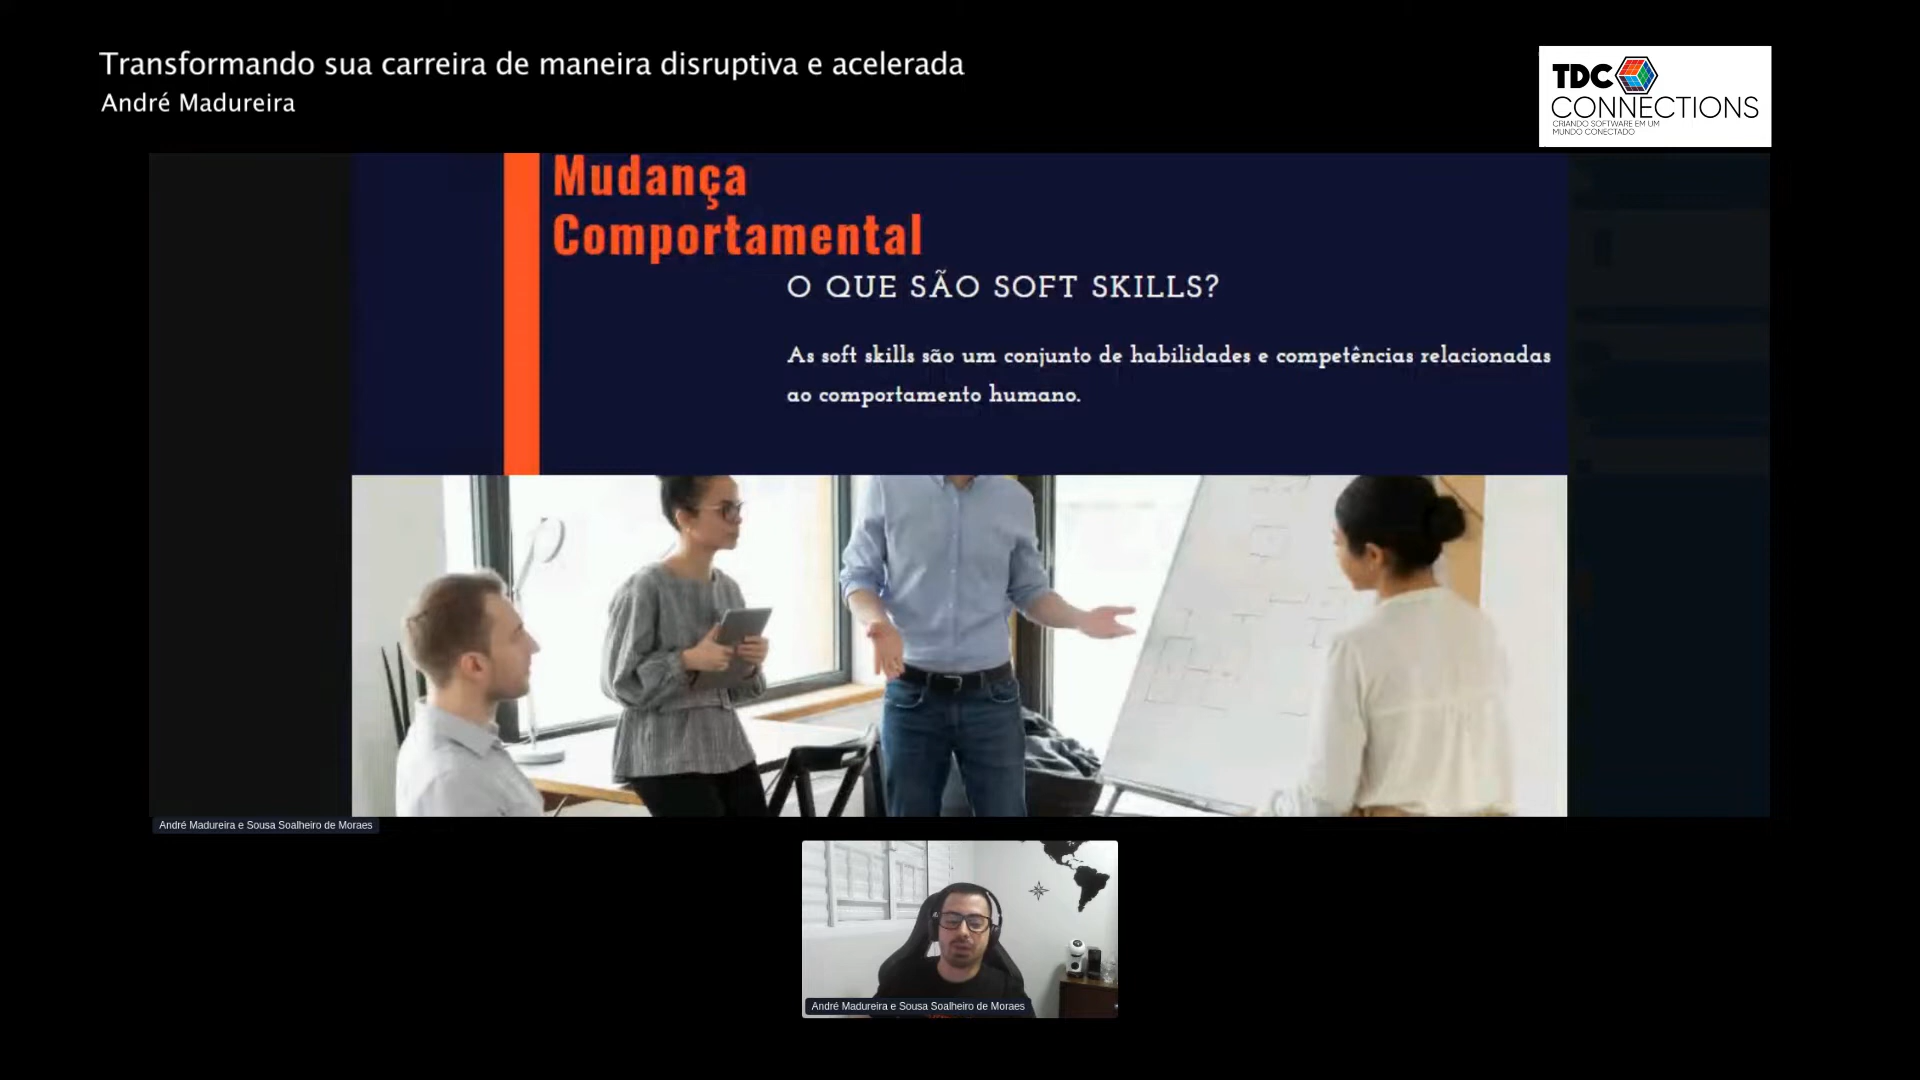 Transformando sua carreira de maneira disruptiva e acelerada
André Madureira
TDC
CONNECTIONS
CRIANDO SOFTWARE EM UM
MUNDO CONECTADO
Mudança
Comportamental
O QUE SÃO SOFT SKILLS?
As soft skills são um conjunto de habilidades e competências relacionadas
ao comportamento humano.
André Madureira e Sousa Soalheiro de Moraes
André Madureira e Sousa Soalheiro de Moraes